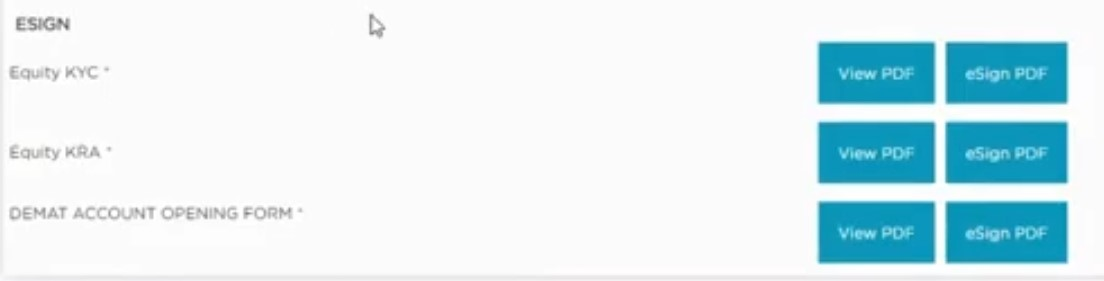 ESIGN
Equity KYC *
View PDF
eSign PDF
Equity KRA *
View PDF
eSign PDF
DEMAT ACCOUNT OPENING FORM *
View PDF
eSign PDF